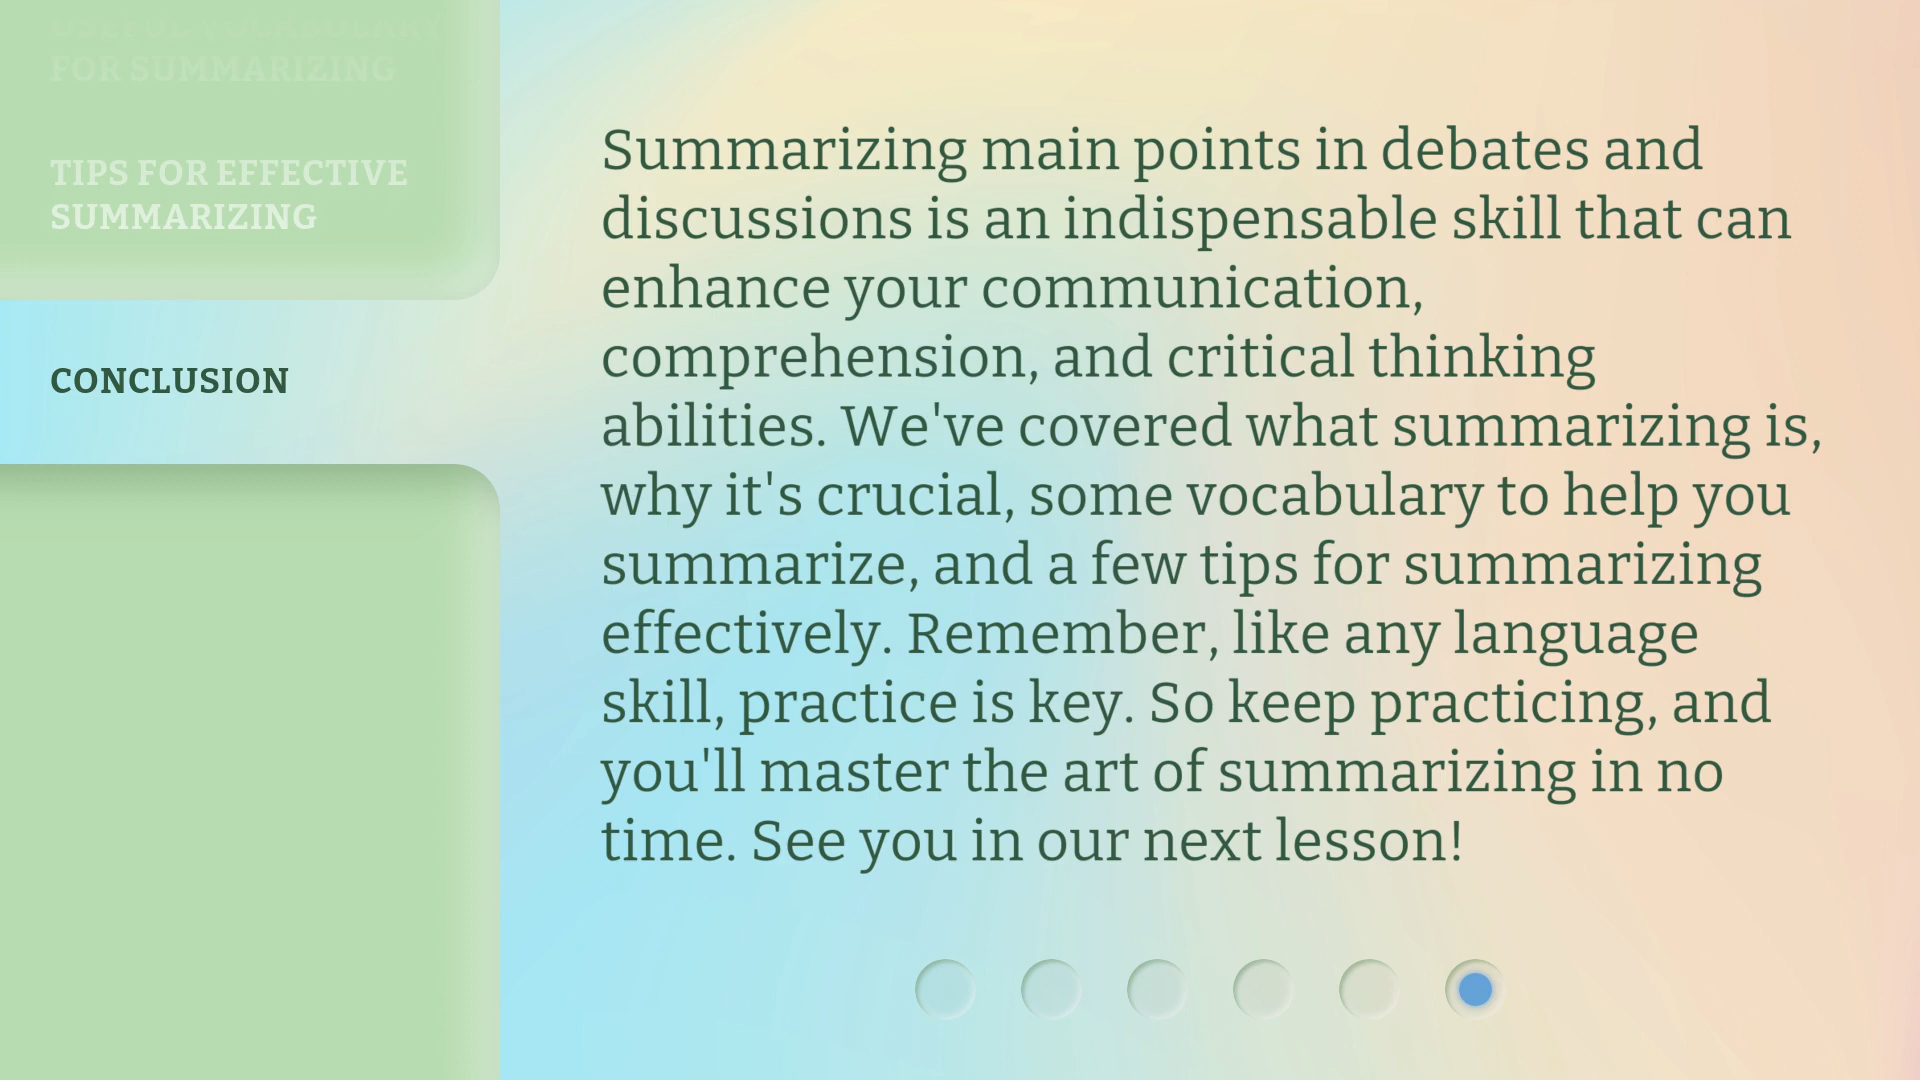 USEFUL VOCABULARY
FOR SUMMARIZING
TIPS FOR EFFECTIVE
SUMMARIZING
CONCLUSION
Summarizing main points in debates and
discussions is an indispensable skill that can
enhance your communication,
comprehension, and critical thinking
abilities. We've covered what summarizing is,
why it's crucial, some vocabulary to help you
summarize, and a few tips for summarizing
effectively. Remember, like any language
skill, practice is key. So keep practicing, and
you'll master the art of summarizing in no
time. See you in our next lesson!